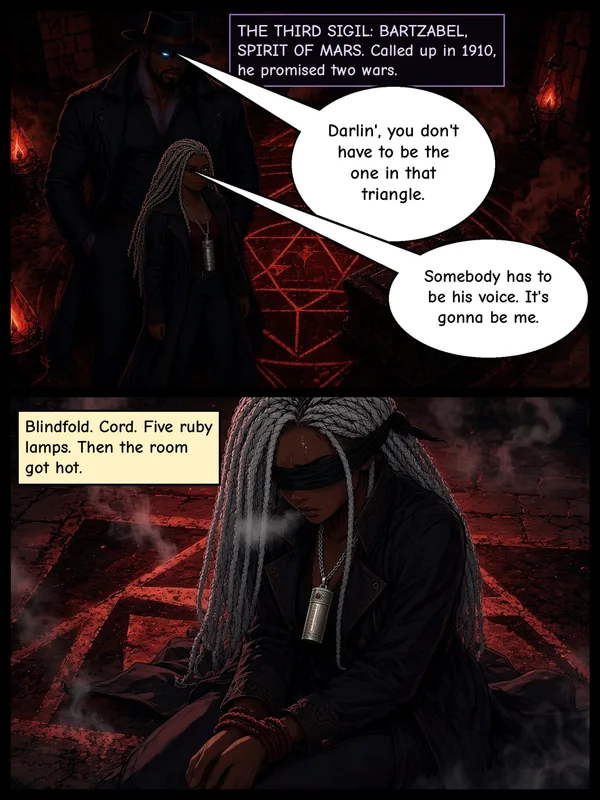 THE THIRD SIGIL: BARTZABEL,
SPIRIT OF MARS. Called up in 1910,
he promised two wars.
Darlin', you don't
have to be the
one in that
triangle.
Somebody has to
be his voice. It's
gonna be me.
Blindfold. Cord. Five ruby
lamps. Then the room
got hot.